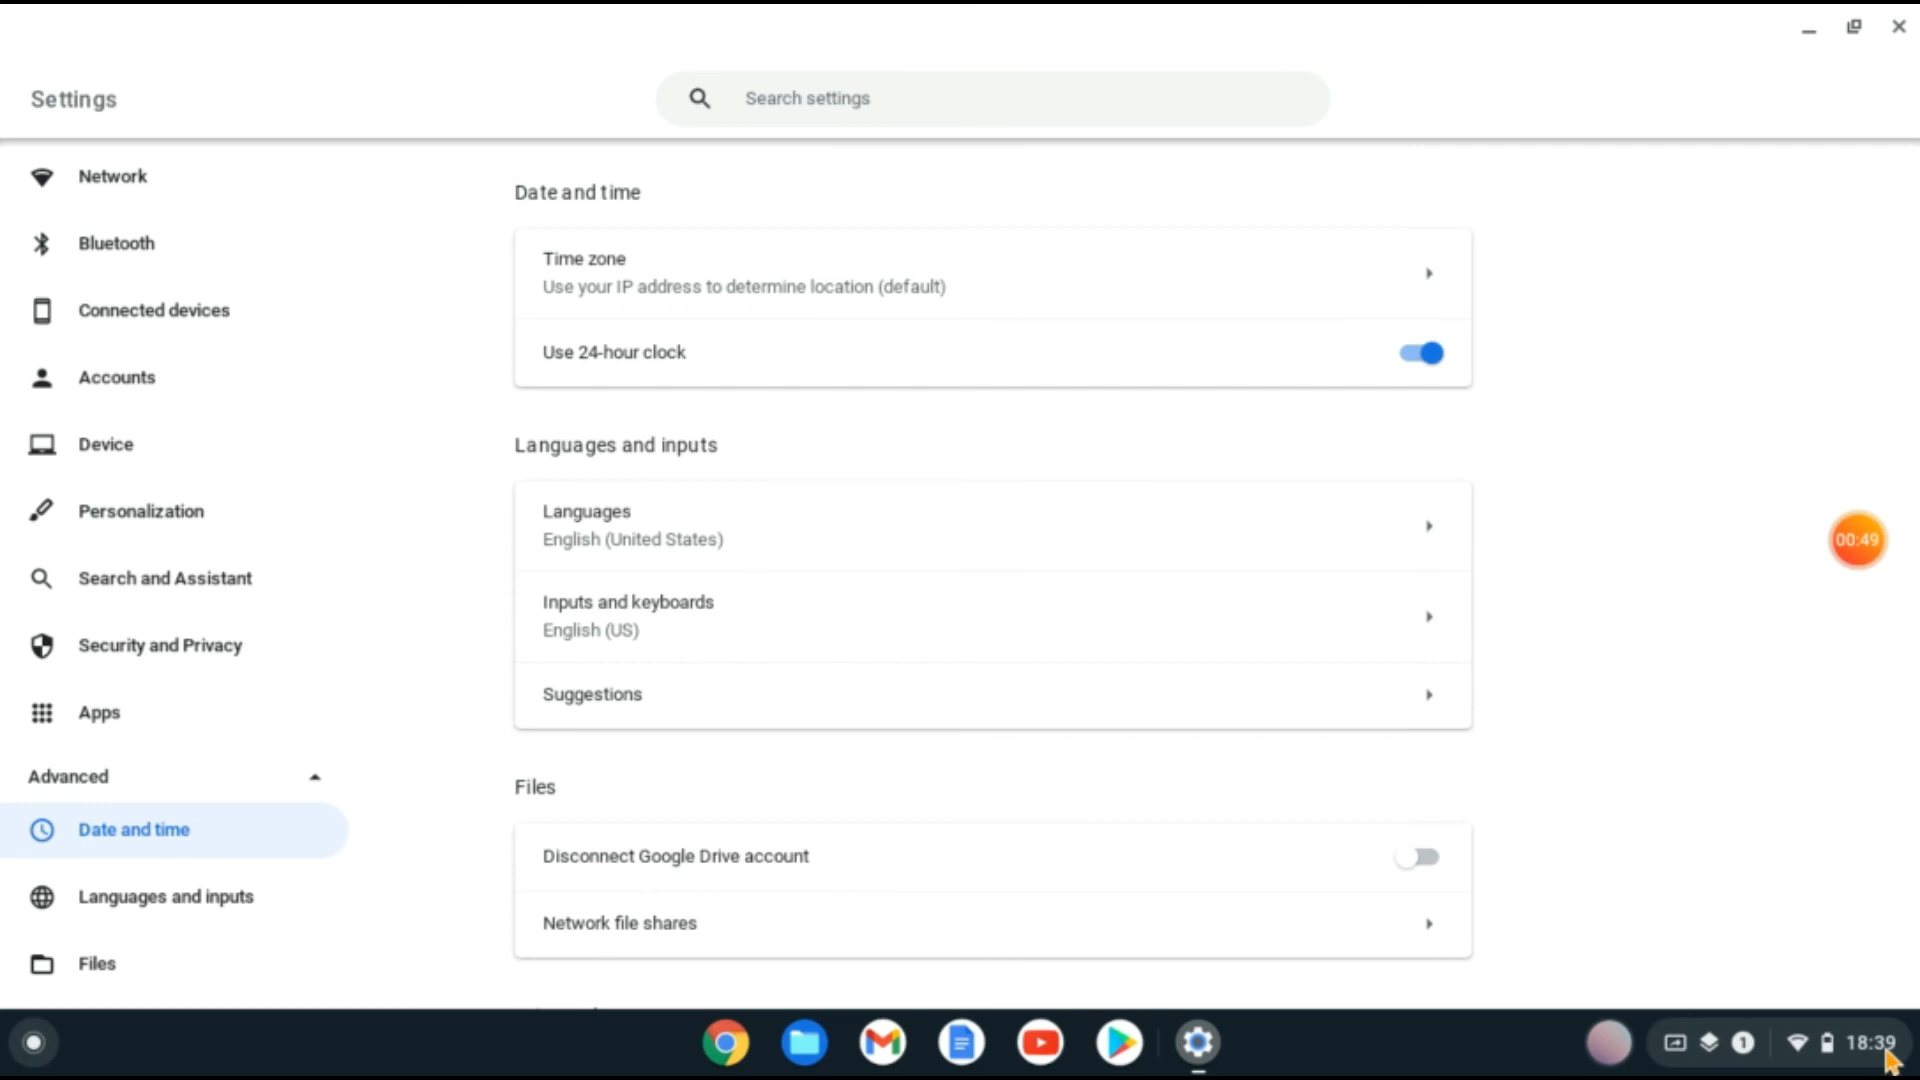 Settings
Search settings
Network
Bluetooth
Connected devices
Accounts
Device
Personalization
Search and Assistant
Security and Privacy
Apps
Advanced
Date and time
Languages and inputs
Files
Date and time
Time zone
Use your IP address to determine location (default)
Use 24-hour clock
Languages and inputs
Languages
English (United States)
Inputs and keyboards
English (US)
Suggestions
Files
Disconnect Google Drive account
Network file shares
00:49
1
18:39